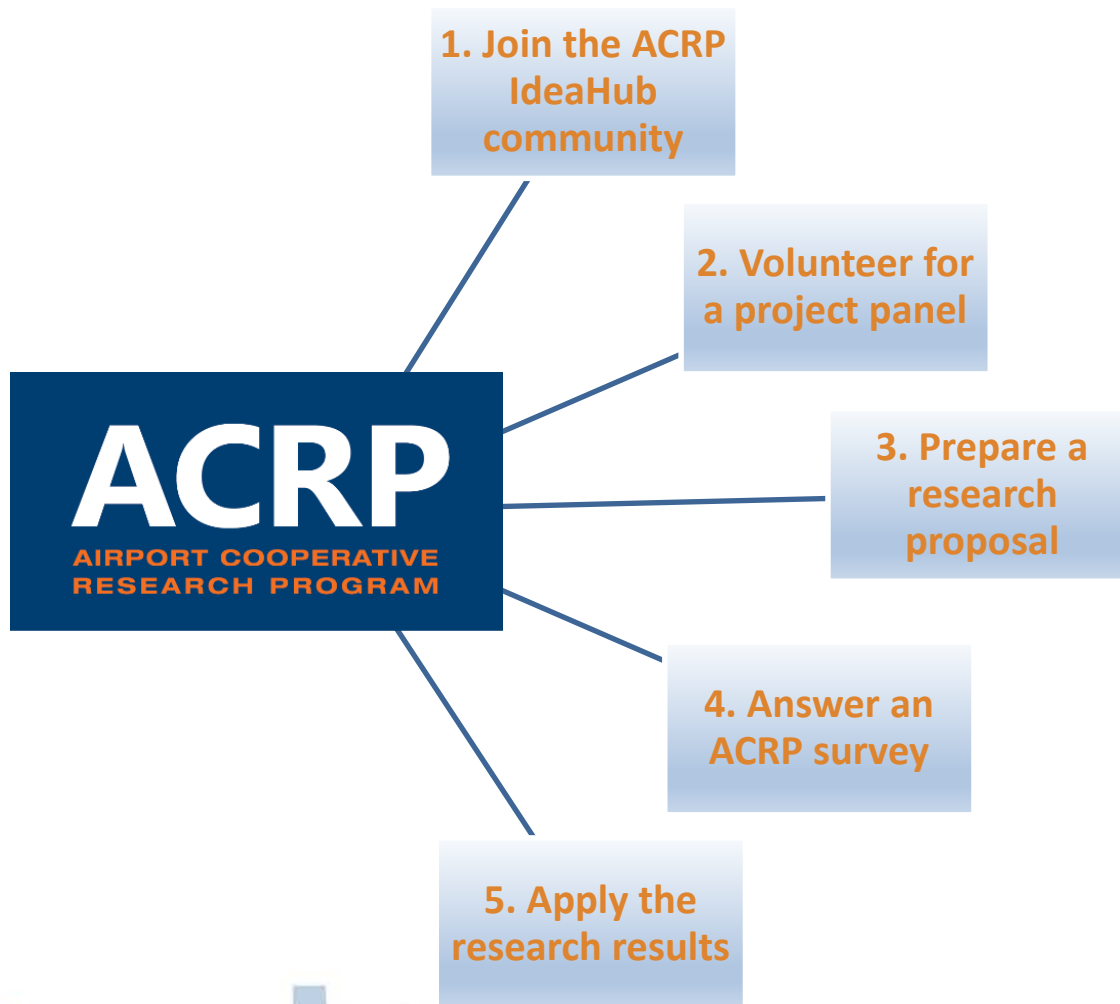 1. Join the ACRP
IdeaHub
community
2. Volunteer for
a project panel
3. Prepare a
research
proposal
ACRP
AIRPORT COOPERATIVE
RESEARCH PROGRAM
4. Answer an
ACRP survey
5. Apply the
research results